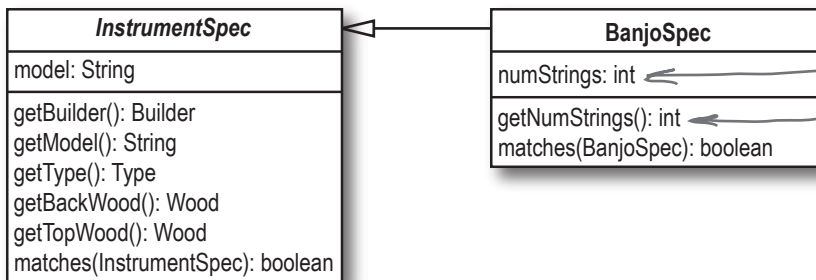 InstrumentSpec
model: String
getBuilder(): Builder
getModel(): String
getType(): Type
getBackWood(): Wood
getTopWood(): Wood
matches(InstrumentSpec): boolean
BanjoSpec
numStrings: int
getNumStrings(): int
matches(BanjoSpec): boolean